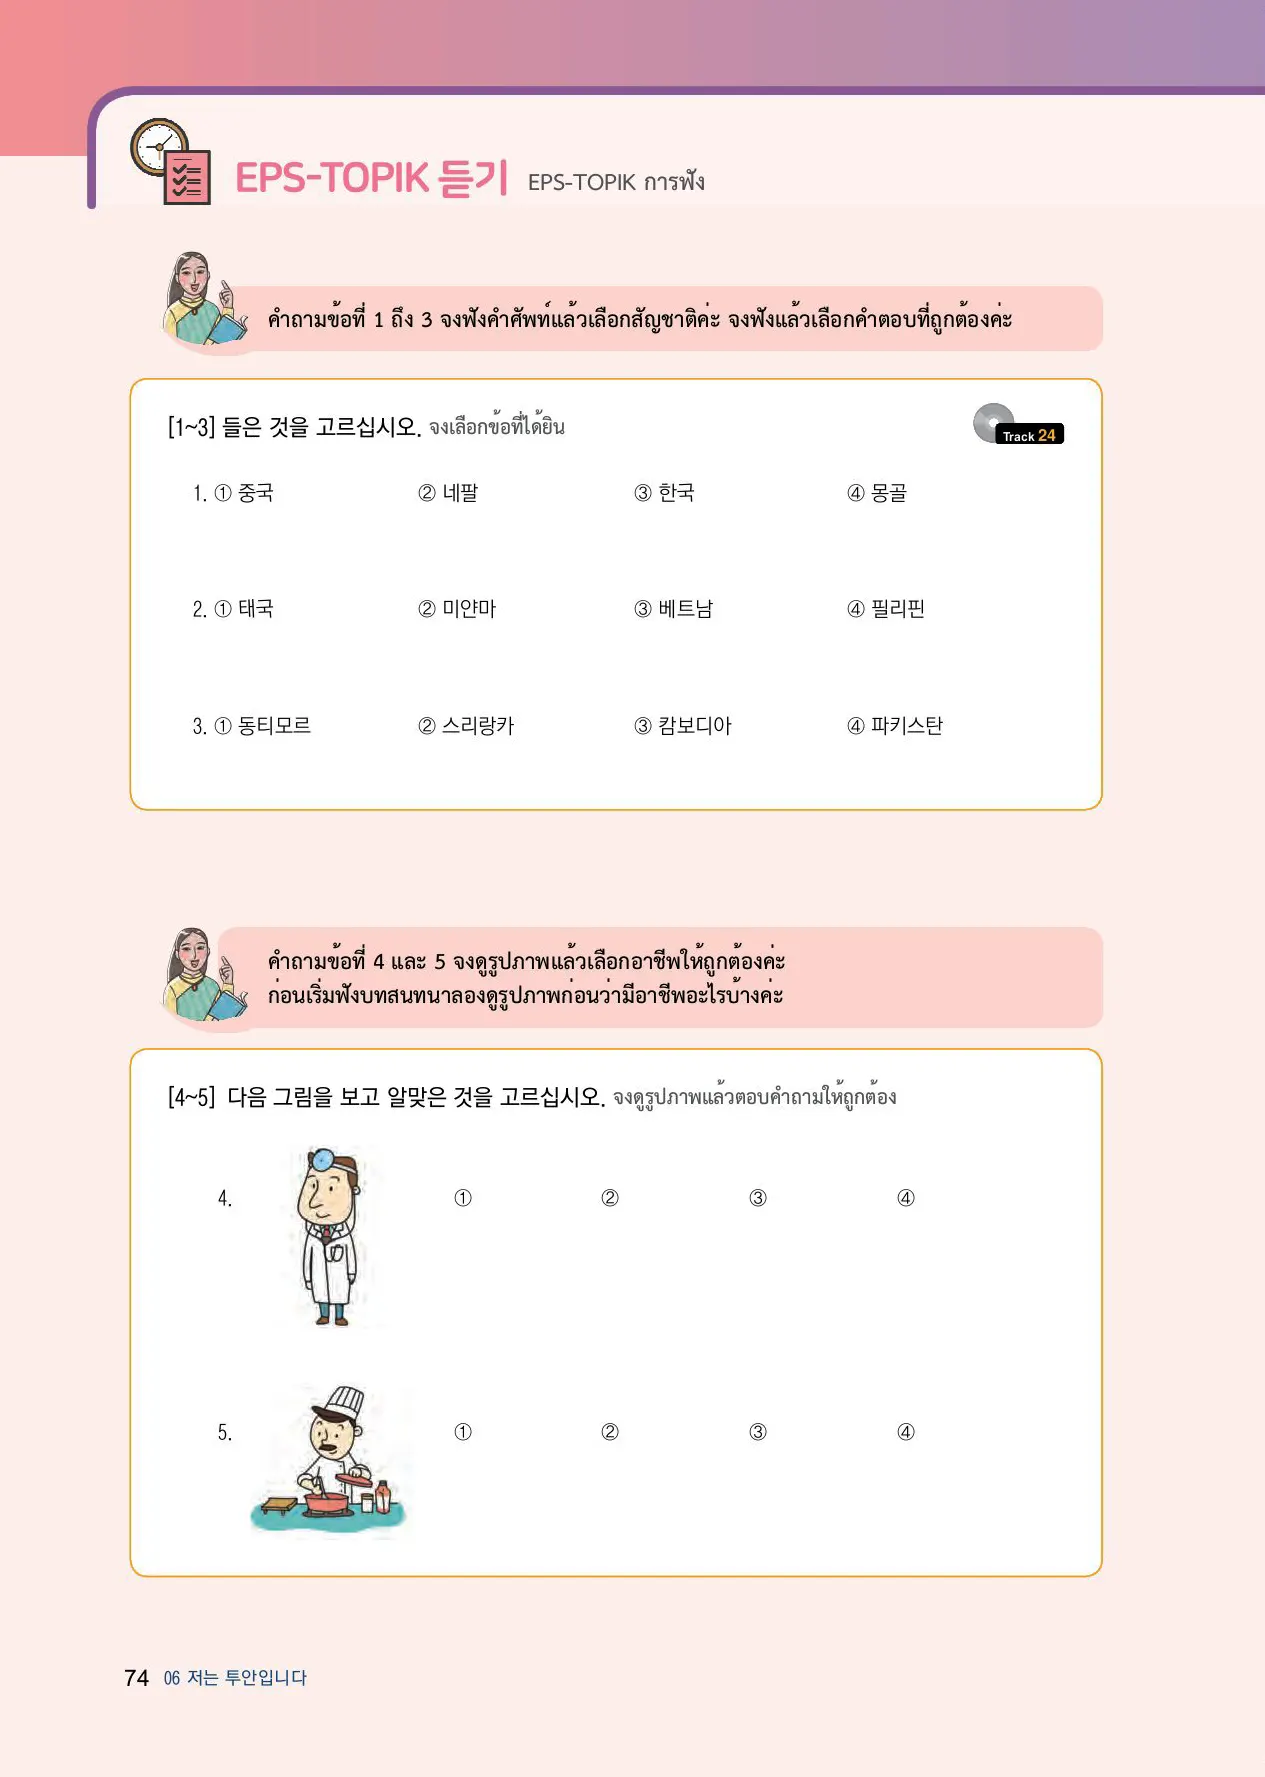 EPS-TOPIK 듣기 EPS-TOPIK การฟัง
คำถามข้อที่ 1 ถึง 3 จงฟังคำศัพท์แล้วเลือกสัญชาติค่ะ จงฟังแล้วเลือกคำตอบที่ถูกต้องค่ะ
[1~3] 들은 것을 고르십시오. จงเลือกข้อที่ได้ยิน
Track 24
1. ① 중국 ② 네팔 ③ 한국 ④ 몽골
2. ① 태국 ② 미얀마 ③ 베트남 ④ 필리핀
3. ① 동티모르 ② 스리랑카 ③ 캄보디아 ④ 파키스탄
คำถามข้อที่ 4 และ 5 จงดูรูปภาพแล้วเลือกอาชีพให้ถูกต้องค่ะ
ก่อนเริ่มฟังบทสนทนาลองดูรูปภาพก่อนว่ามีอาชีพอะไรบ้างค่ะ
[4~5] 다음 그림을 보고 알맞은 것을 고르십시오. จงดูรูปภาพแล้วตอบคำถามให้ถูกต้อง
4. ① ② ③ ④
5. ① ② ③ ④
74 06 저는 투안입니다